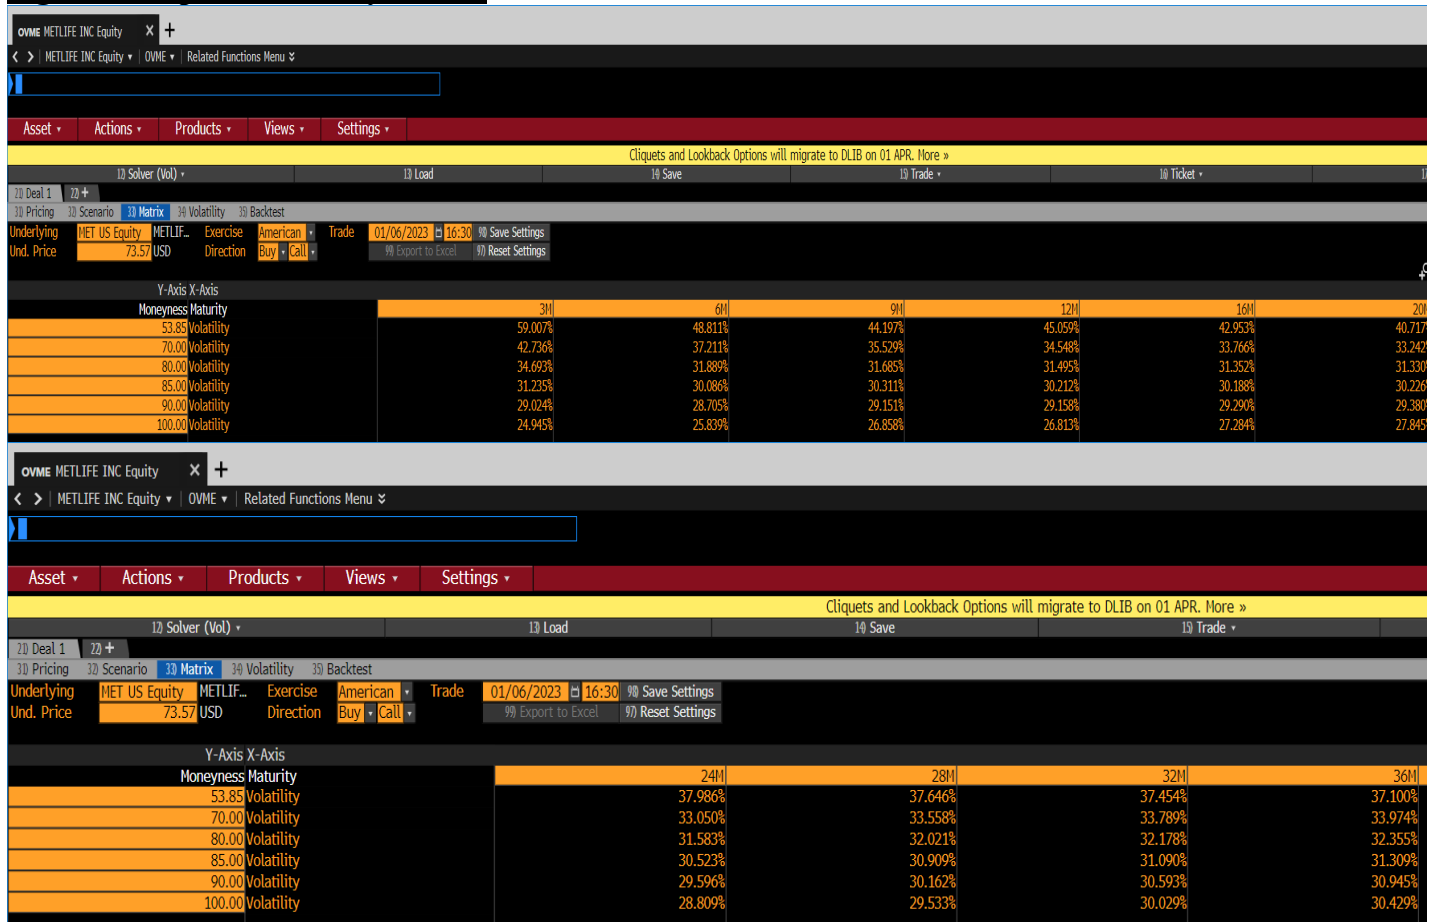 OVME METLIFE INC Equity X +
< > METLIFE INC Equity ▾ OVME ▾ Related Functions Menu
Asset ▾ Actions ▾ Products ▾ Views ▾ Settings ▾
Cliquets and Lookback Options will migrate to DLIB on 01 APR. More »
12) Solver (Vol) ▾ 13) Load 14) Save 15) Trade ▾ 16) Ticket ▾
21) Deal 1 22) +
31) Pricing 32) Scenario 33) Matrix 34) Volatility 35) Backtest
Underlying MET US Equity METLIF... Exercise American ▾ Trade 01/06/2023 16:30 98) Save Settings
Und. Price 73.57 USD Direction Buy ▾ Call ▾ 99) Export to Excel 97) Reset Settings
Y-Axis X-Axis
Moneyness Maturity 3M 6M 9M 12M 16M
53.85 Volatility 59.007% 48.811% 44.197% 45.059% 42.953% 40.717
70.00 Volatility 42.736% 37.211% 35.529% 34.548% 33.766% 33.242
80.00 Volatility 34.693% 31.889% 31.685% 31.495% 31.352% 31.330
85.00 Volatility 31.235% 30.086% 30.311% 30.212% 30.188% 30.226
90.00 Volatility 29.024% 28.705% 29.151% 29.158% 29.290% 29.380
100.00 Volatility 24.945% 25.839% 26.858% 26.813% 27.284% 27.845
OVME METLIFE INC Equity X +
< > METLIFE INC Equity ▾ OVME ▾ Related Functions Menu
Asset ▾ Actions ▾ Products ▾ Views ▾ Settings ▾
Cliquets and Lookback Options will migrate to DLIB on 01 APR. More »
12) Solver (Vol) ▾ 13) Load 14) Save 15) Trade ▾
21) Deal 1 22) +
31) Pricing 32) Scenario 33) Matrix 34) Volatility 35) Backtest
Underlying MET US Equity METLIF... Exercise American ▾ Trade 01/06/2023 16:30 98) Save Settings
Und. Price 73.57 USD Direction Buy ▾ Call ▾ 99) Export to Excel 97) Reset Settings
Y-Axis X-Axis
Moneyness Maturity 24M 28M 32M 36M
53.85 Volatility 37.986% 37.646% 37.454% 37.100%
70.00 Volatility 33.050% 33.558% 33.789% 33.974%
80.00 Volatility 31.583% 32.021% 32.178% 32.355%
85.00 Volatility 30.523% 30.909% 31.090% 31.309%
90.00 Volatility 29.596% 30.162% 30.593% 30.945%
100.00 Volatility 28.809% 29.533% 30.029% 30.429%